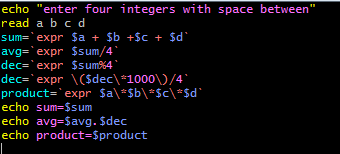 echo "enter four integers with space between"
read a b c d
sum=`expr $a + $b +$c + $d`
avg=`expr $sum/4`
dec=`expr $sum%4`
dec=`expr \($dec\*1000\)/4`
product=`expr $a\*$b\*$c\*$d`
echo sum=$sum
echo avg=$avg.$dec
echo product=$product